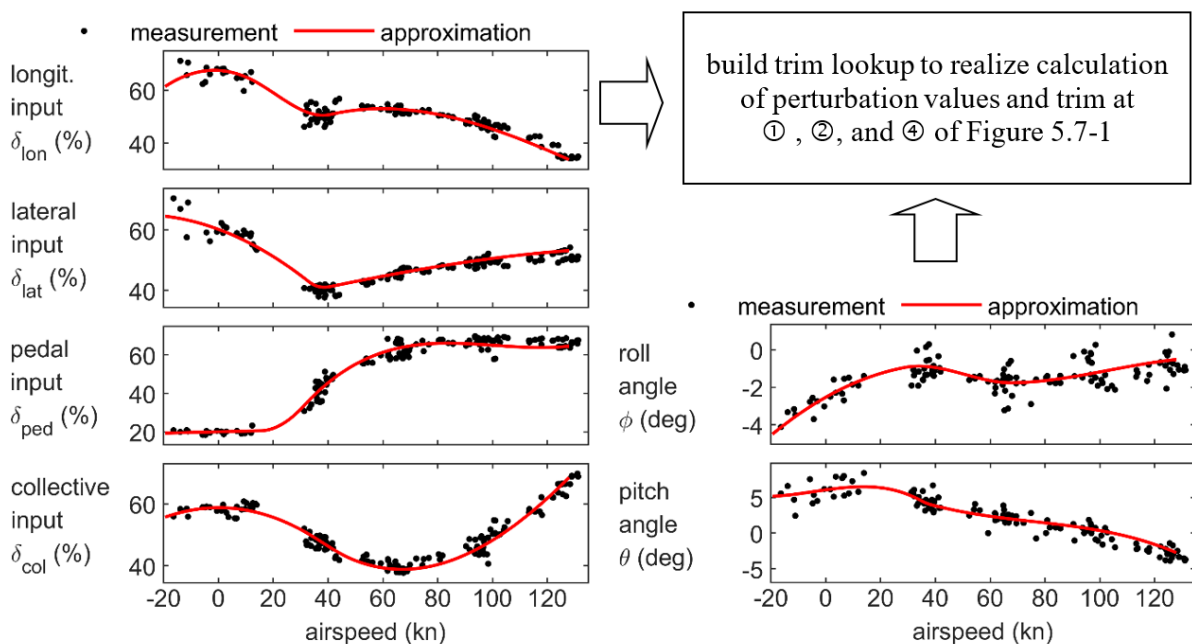 measurement approximation
longit.
input
δlon (%)
60
40
lateral
input
δlat (%)
60
40
pedal
input
δped (%)
60
40
20
collective
input
δcol (%)
60
40
-20 0 20 40 60 80 100 120
airspeed (kn)
build trim lookup to realize calculation
of perturbation values and trim at
① , ②, and ④ of Figure 5.7-1
measurement approximation
roll
angle
ϕ (deg)
0
-2
-4
pitch
angle
θ (deg)
5
0
-5
-20 0 20 40 60 80 100 120
airspeed (kn)